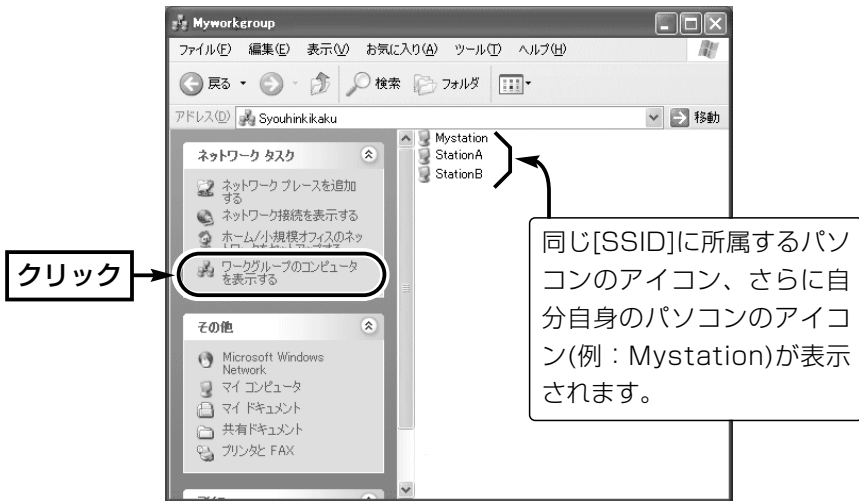 Myworkgroup
ファイル(F) 編集(E) 表示(V) お気に入り(A) ツール(T) ヘルプ(H)
戻る 検索 フォルダ
アドレス(D) Syouhinkikaku 移動
ネットワーク タスク
ネットワーク プレースを追加
する
ネットワーク接続を表示する
ホーム/小規模オフィスのネッ
トワークをセットアップする
ワークグループのコンピュータ
を表示する
その他
Microsoft Windows
Network
マイ コンピュータ
マイ ドキュメント
共有ドキュメント
プリンタと FAX
Mystation
StationA
StationB
クリック
同じ[SSID]に所属するパソ
コンのアイコン、さらに自
分自身のパソコンのアイコ
ン(例：Mystation)が表示
されます。